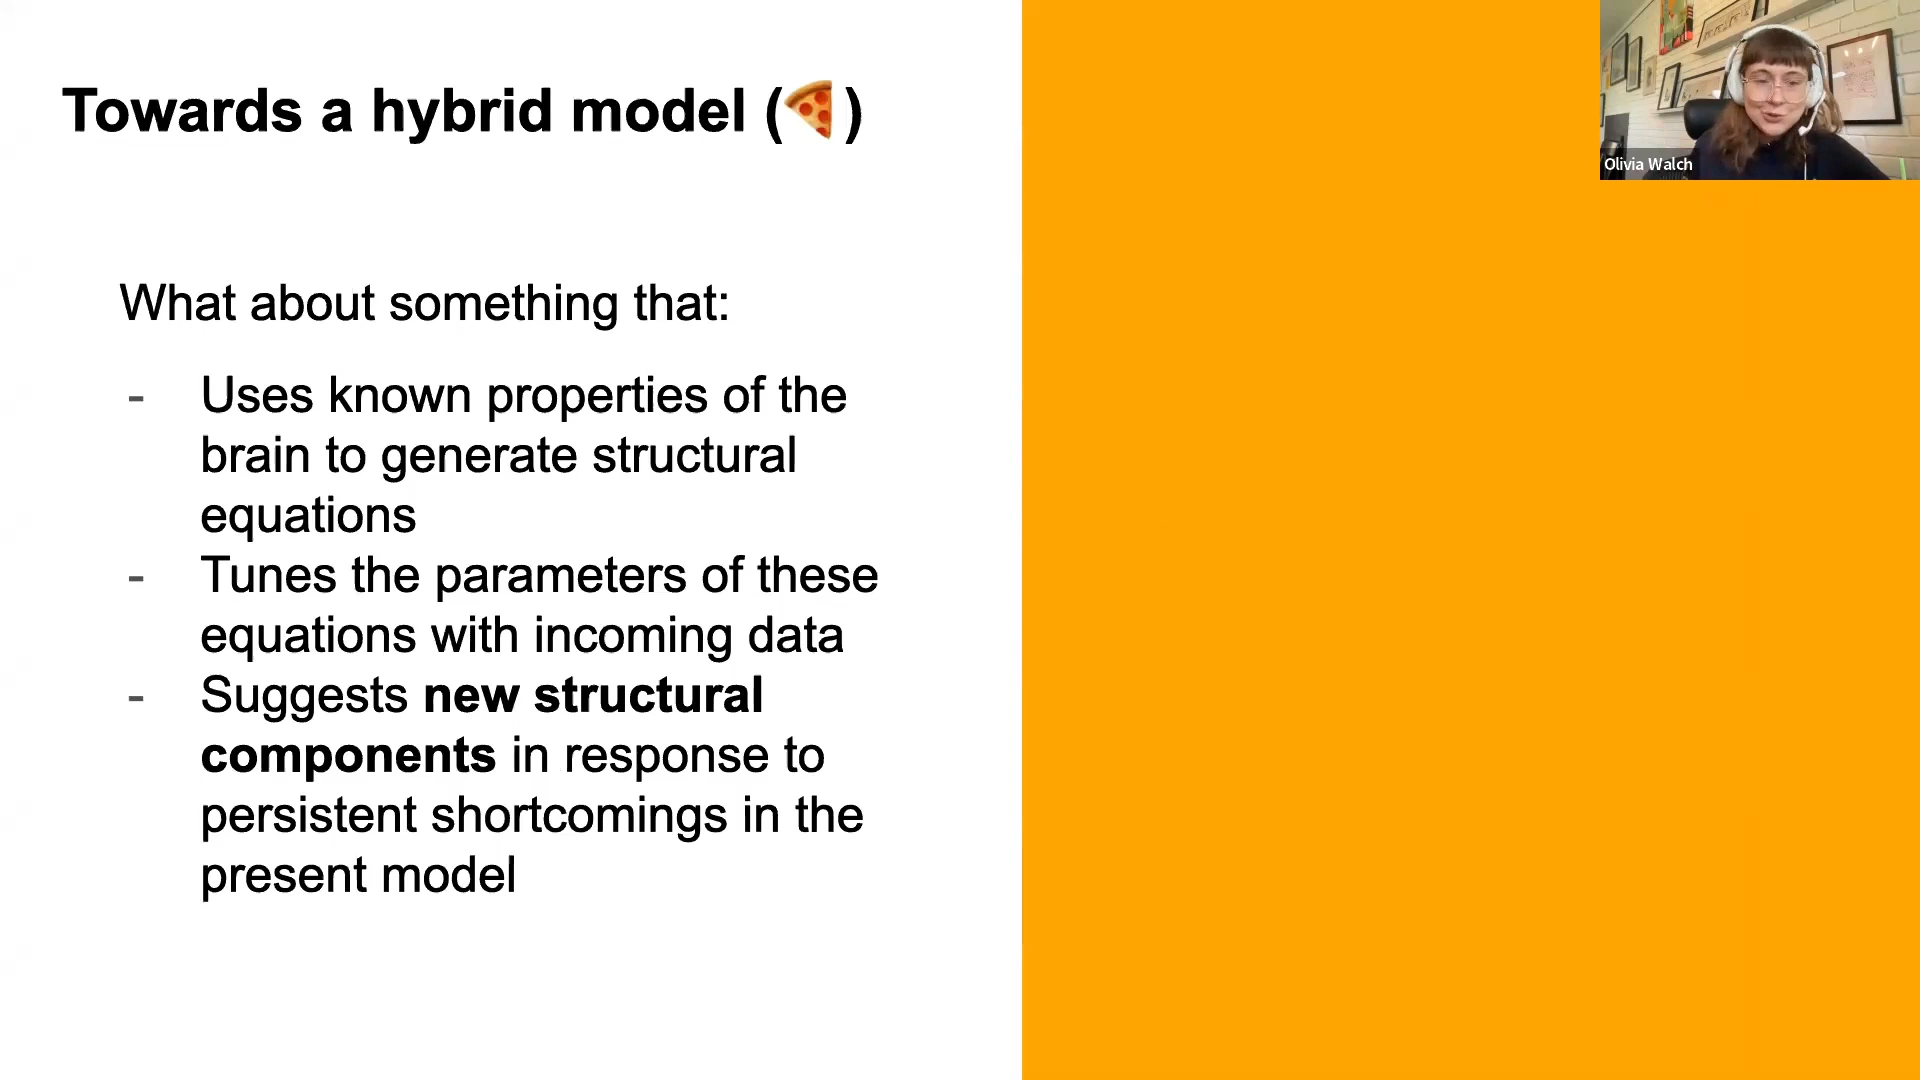 Towards a hybrid model (🍕)
Olivia Walch
What about something that:
- Uses known properties of the
brain to generate structural
equations
- Tunes the parameters of these
equations with incoming data
- Suggests new structural
components in response to
persistent shortcomings in the
present model